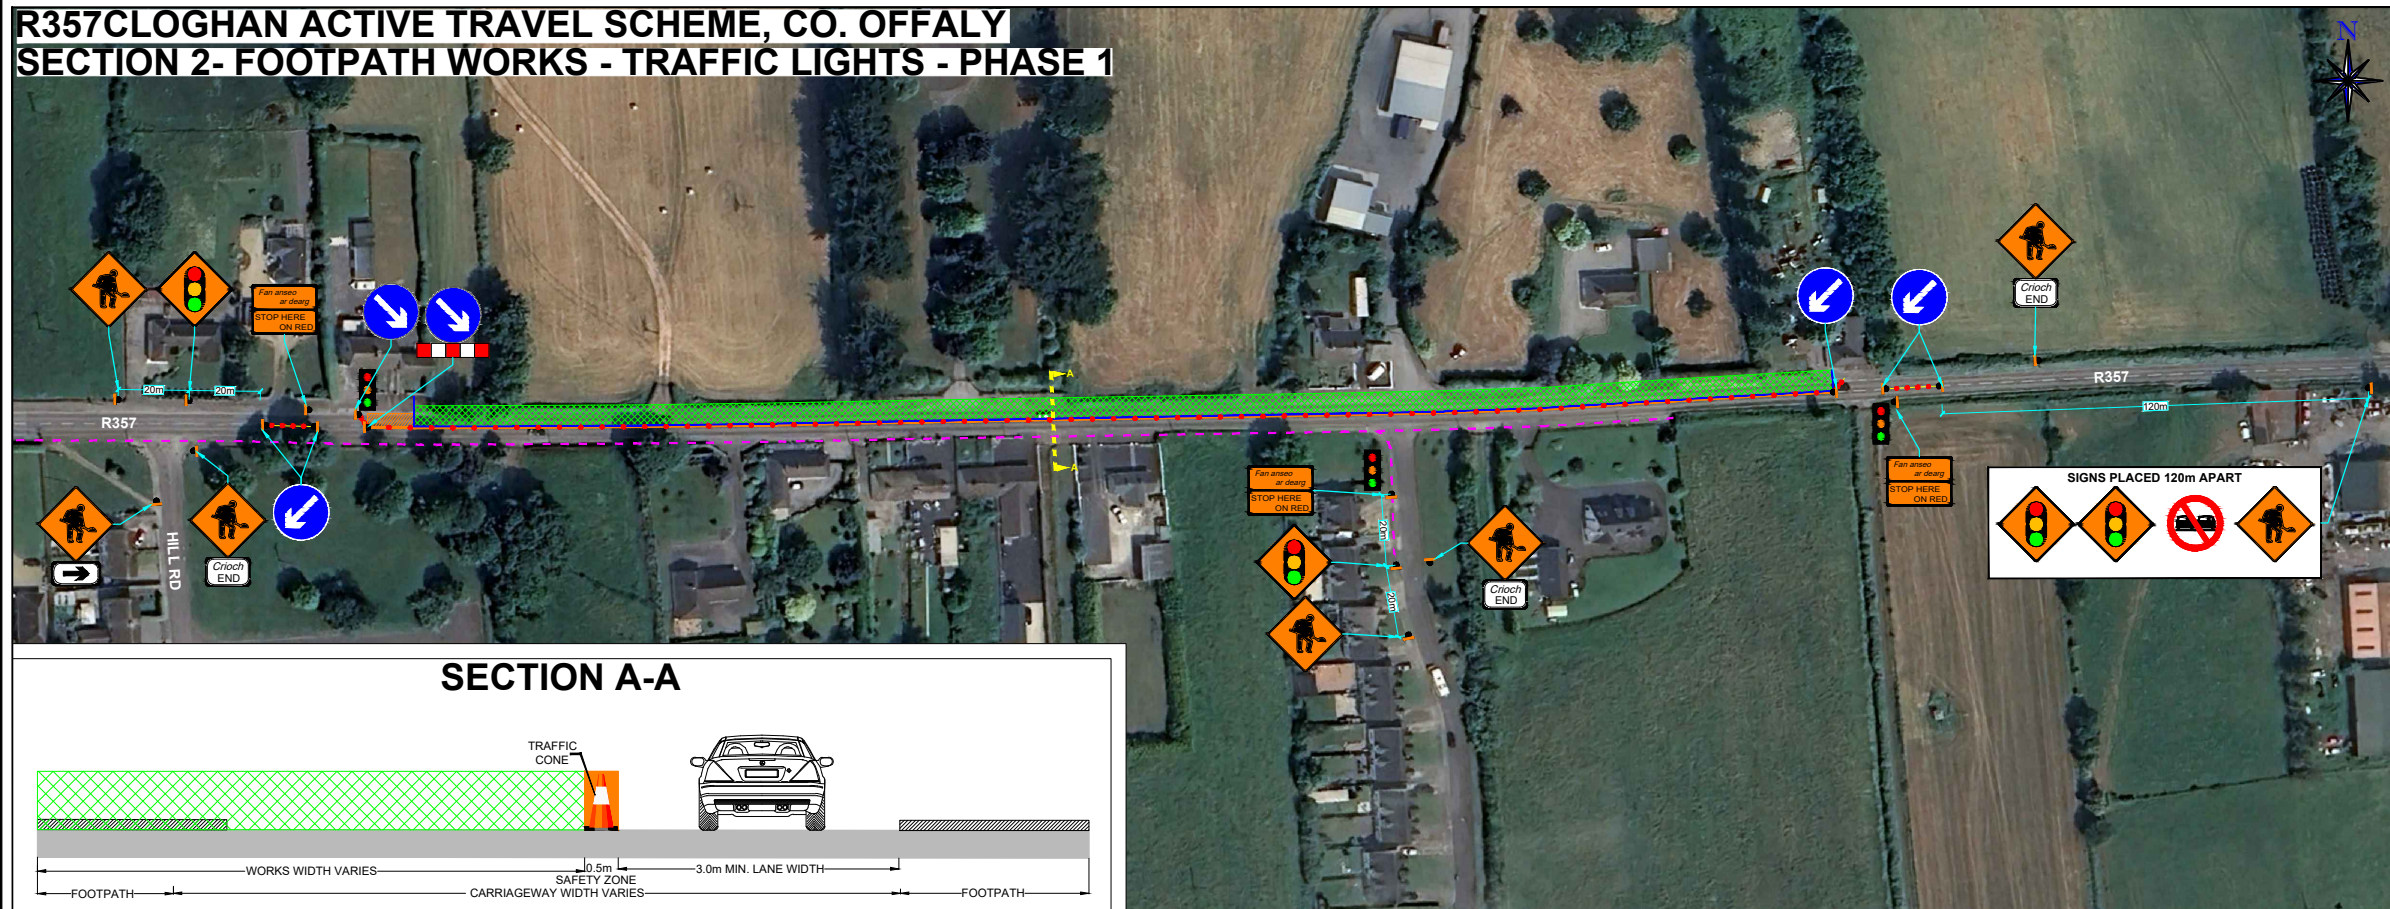 R357CLOGHAN ACTIVE TRAVEL SCHEME, CO. OFFALY
SECTION 2- FOOTPATH WORKS - TRAFFIC LIGHTS - PHASE 1
N
Fan anseo
ar dearg
STOP HERE
ON RED
20m
20m
R357
HILL RD
Crioch
END
A
A
Fan anseo
ar dearg
STOP HERE
ON RED
20m
20m
Crioch
END
Crioch
END
R357
120m
Fan anseo
ar dearg
STOP HERE
ON RED
SIGNS PLACED 120m APART
SECTION A-A
TRAFFIC
CONE
WORKS WIDTH VARIES
0.5m
SAFETY ZONE
3.0m MIN. LANE WIDTH
FOOTPATH
CARRIAGEWAY WIDTH VARIES
FOOTPATH